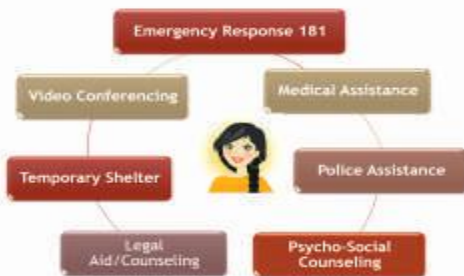 Emergency Response 181
Video Conferencing
Medical Assistance
Temporary Shelter
Police Assistance
Legal
Aid/Counseling
Psycho-Social
Counseling